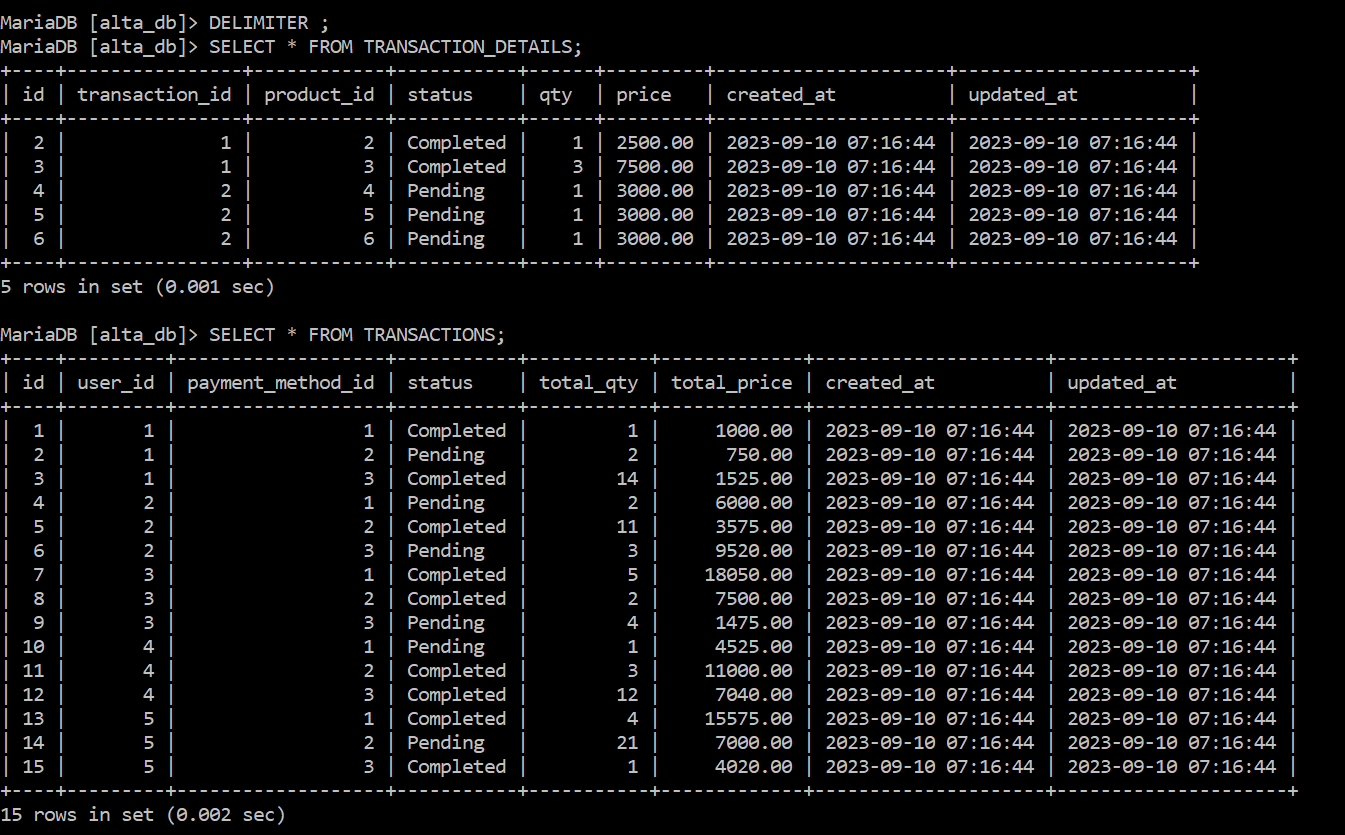 MariaDB [alta_db]> DELIMITER ;
MariaDB [alta_db]> SELECT * FROM TRANSACTION_DETAILS;
+----+----------------+------------+-----------+------+---------+---------------------+---------------------+
| id | transaction_id | product_id | status    | qty  | price   | created_at          | updated_at          |
+----+----------------+------------+-----------+------+---------+---------------------+---------------------+
|  2 |              1 |          2 | Completed |    1 | 2500.00 | 2023-09-10 07:16:44 | 2023-09-10 07:16:44 |
|  3 |              1 |          3 | Completed |    3 | 7500.00 | 2023-09-10 07:16:44 | 2023-09-10 07:16:44 |
|  4 |              2 |          4 | Pending   |    1 | 3000.00 | 2023-09-10 07:16:44 | 2023-09-10 07:16:44 |
|  5 |              2 |          5 | Pending   |    1 | 3000.00 | 2023-09-10 07:16:44 | 2023-09-10 07:16:44 |
|  6 |              2 |          6 | Pending   |    1 | 3000.00 | 2023-09-10 07:16:44 | 2023-09-10 07:16:44 |
+----+----------------+------------+-----------+------+---------+---------------------+---------------------+
5 rows in set (0.001 sec)

MariaDB [alta_db]> SELECT * FROM TRANSACTIONS;
+----+---------+-------------------+-----------+-----------+-------------+---------------------+---------------------+
| id | user_id | payment_method_id | status    | total_qty | total_price | created_at          | updated_at          |
+----+---------+-------------------+-----------+-----------+-------------+---------------------+---------------------+
|  1 |       1 |                 1 | Completed |         1 |     1000.00 | 2023-09-10 07:16:44 | 2023-09-10 07:16:44 |
|  2 |       1 |                 2 | Pending   |         2 |      750.00 | 2023-09-10 07:16:44 | 2023-09-10 07:16:44 |
|  3 |       1 |                 3 | Completed |        14 |     1525.00 | 2023-09-10 07:16:44 | 2023-09-10 07:16:44 |
|  4 |       2 |                 1 | Pending   |         2 |     6000.00 | 2023-09-10 07:16:44 | 2023-09-10 07:16:44 |
|  5 |       2 |                 2 | Completed |        11 |     3575.00 | 2023-09-10 07:16:44 | 2023-09-10 07:16:44 |
|  6 |       2 |                 3 | Pending   |         3 |     9520.00 | 2023-09-10 07:16:44 | 2023-09-10 07:16:44 |
|  7 |       3 |                 1 | Completed |         5 |    18050.00 | 2023-09-10 07:16:44 | 2023-09-10 07:16:44 |
|  8 |       3 |                 2 | Completed |         2 |     7500.00 | 2023-09-10 07:16:44 | 2023-09-10 07:16:44 |
|  9 |       3 |                 3 | Pending   |         4 |     1475.00 | 2023-09-10 07:16:44 | 2023-09-10 07:16:44 |
| 10 |       4 |                 1 | Pending   |         1 |     4525.00 | 2023-09-10 07:16:44 | 2023-09-10 07:16:44 |
| 11 |       4 |                 2 | Completed |         3 |    11000.00 | 2023-09-10 07:16:44 | 2023-09-10 07:16:44 |
| 12 |       4 |                 3 | Completed |        12 |     7040.00 | 2023-09-10 07:16:44 | 2023-09-10 07:16:44 |
| 13 |       5 |                 1 | Completed |         4 |    15575.00 | 2023-09-10 07:16:44 | 2023-09-10 07:16:44 |
| 14 |       5 |                 2 | Pending   |        21 |     7000.00 | 2023-09-10 07:16:44 | 2023-09-10 07:16:44 |
| 15 |       5 |                 3 | Completed |         1 |     4020.00 | 2023-09-10 07:16:44 | 2023-09-10 07:16:44 |
+----+---------+-------------------+-----------+-----------+-------------+---------------------+---------------------+
15 rows in set (0.002 sec)